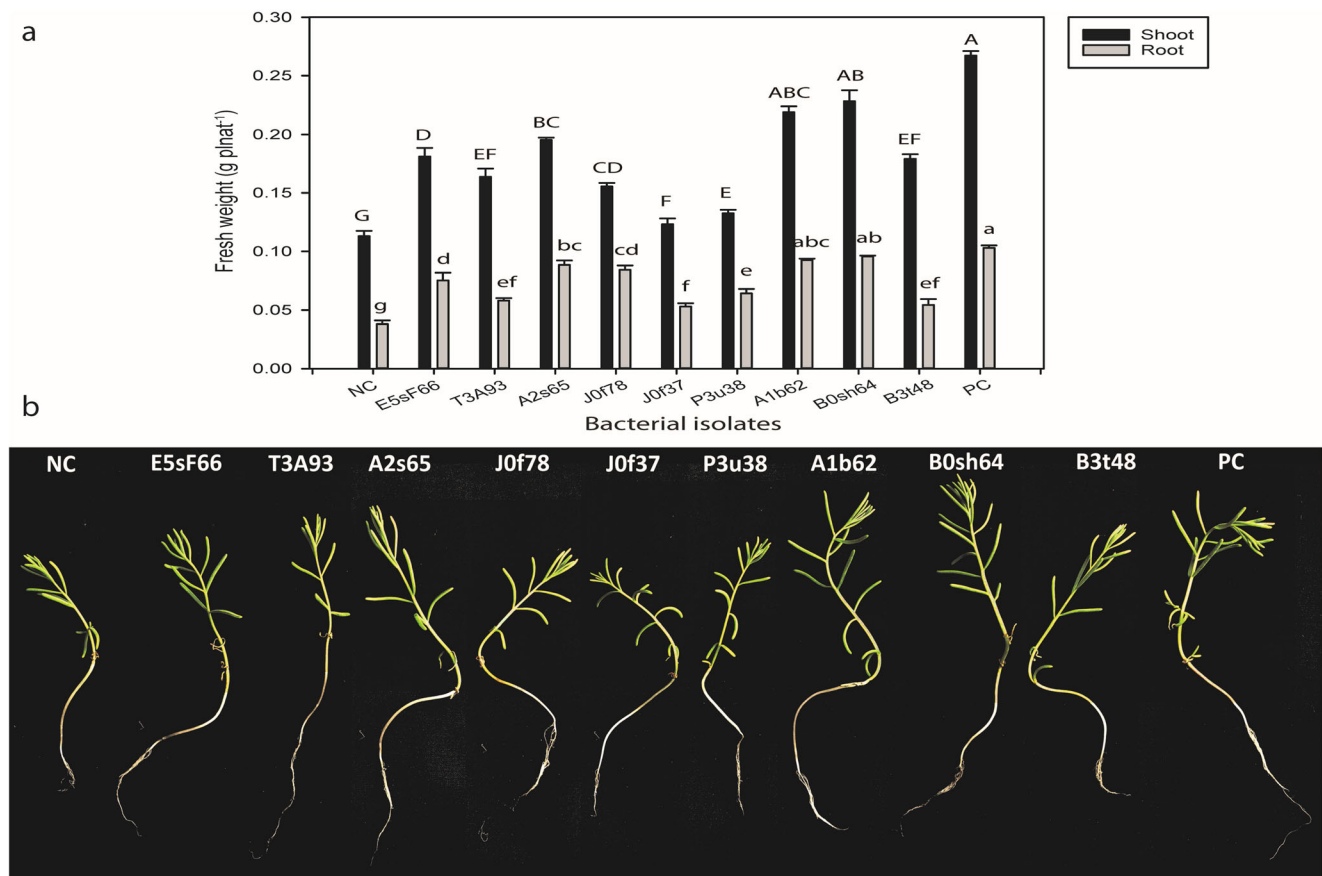 a
Shoot
Root
Fresh weight (g plnat-1)
0.30
0.25
0.20
0.15
0.10
0.05
0.00
G
g
D
d
EF
ef
BC
bc
CD
cd
F
f
E
e
ABC
abc
AB
ab
EF
ef
A
a
NC E5sF66 T3A93 A2s65 J0f78 J0f37 P3u38 A1b62 B0sh64 B3t48 PC
Bacterial isolates
b
NC E5sF66 T3A93 A2s65 J0f78 J0f37 P3u38 A1b62 B0sh64 B3t48 PC